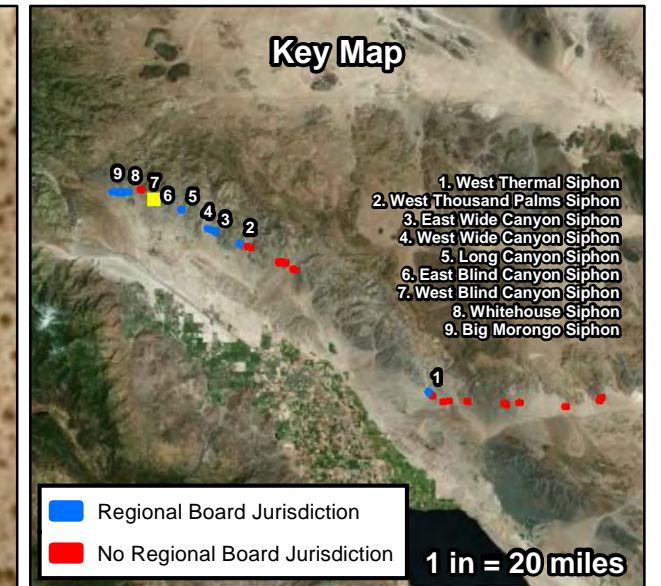 Key Map
9 8 7
6 5
4 3
2
1. West Thermal Siphon
2. West Thousand Palms Siphon
3. East Wide Canyon Siphon
4. West Wide Canyon Siphon
5. Long Canyon Siphon
6. East Blind Canyon Siphon
7. West Blind Canyon Siphon
8. Whitehouse Siphon
9. Big Morongo Siphon
1
Regional Board Jurisdiction
No Regional Board Jurisdiction
1 in = 20 miles